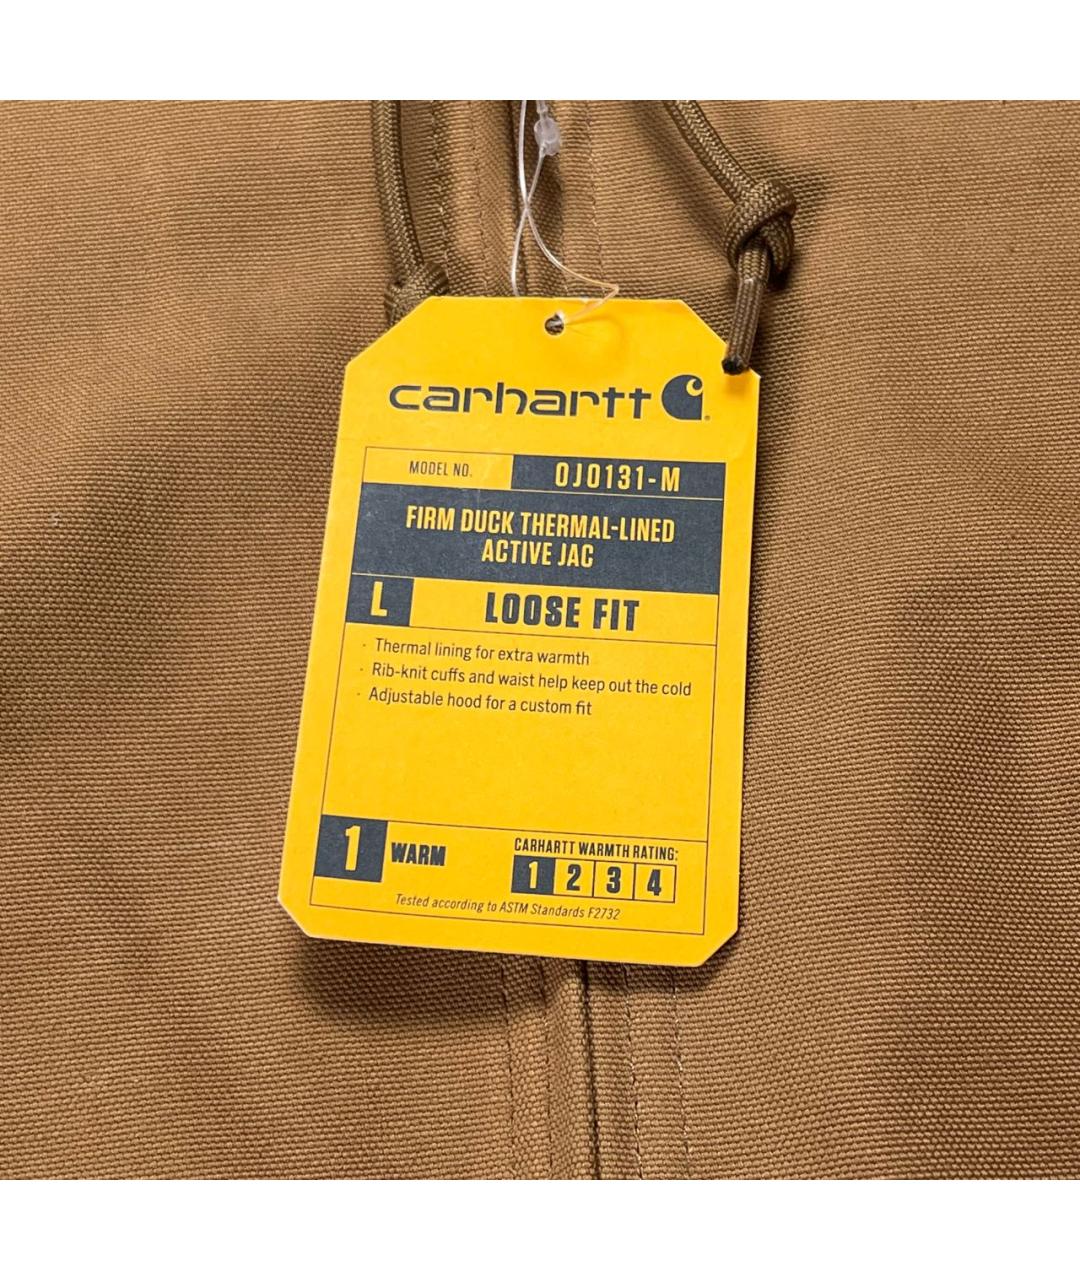 carhartt
MODEL NO. 0J0131-M
FIRM DUCK THERMAL-LINED
ACTIVE JAC
L LOOSE FIT
· Thermal lining for extra warmth
· Rib-knit cuffs and waist help keep out the cold
· Adjustable hood for a custom fit
1 WARM
CARHARTT WARMTH RATING:
1 2 3 4
Tested according to ASTM Standards F2732